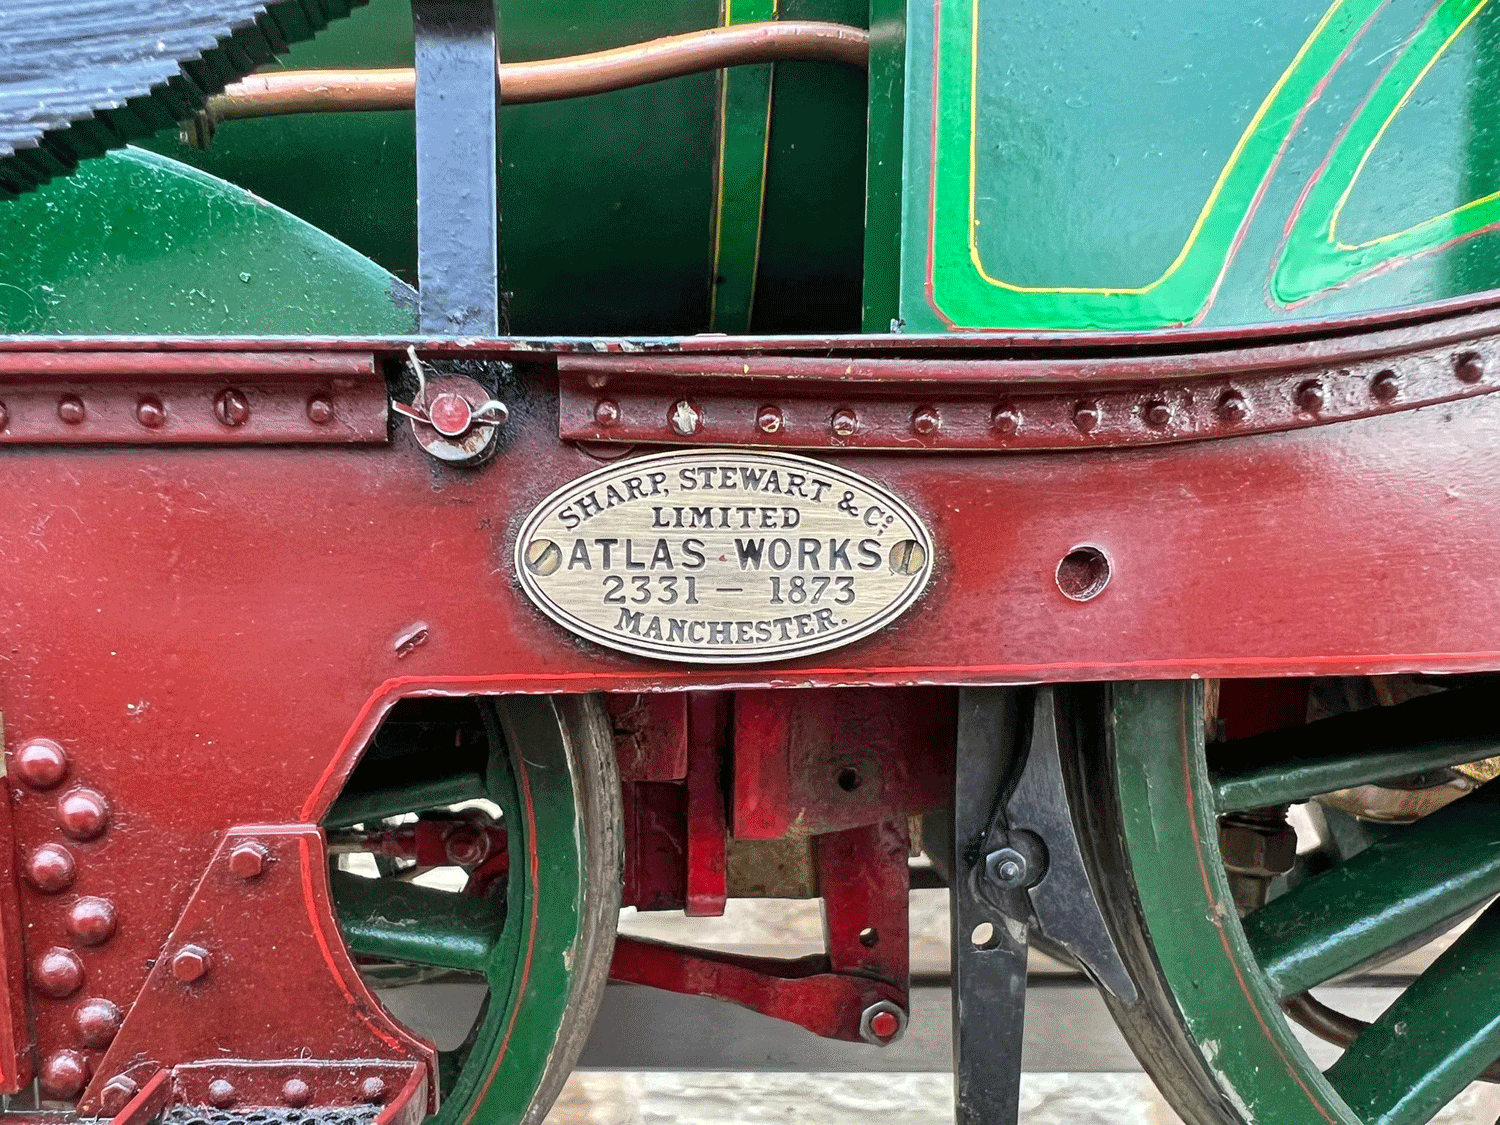 SHARP, STEWART & Co.
LIMITED
ATLAS WORKS
2331 — 1873
MANCHESTER.